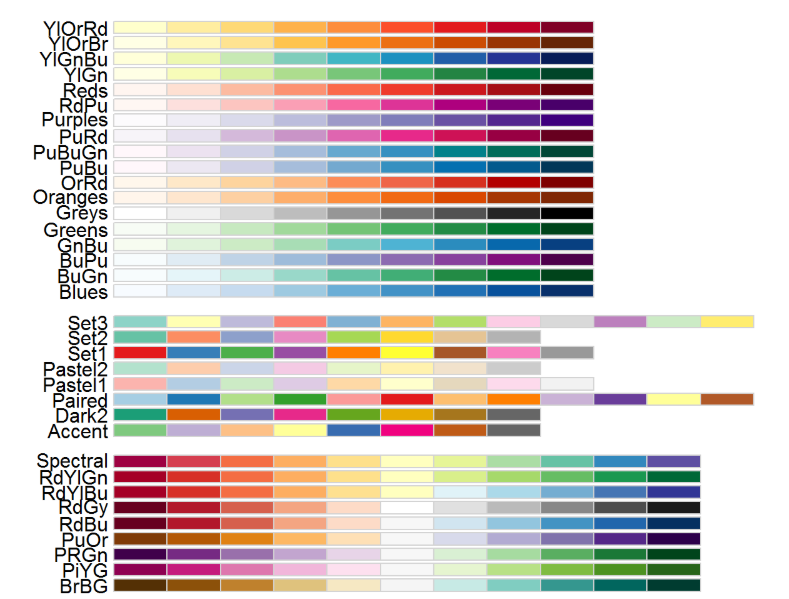 YlOrRd
YlOrBr
YlGnBu
YlGn
Reds
RdPu
Purples
PuRd
PuBuGn
PuBu
OrRd
Oranges
Greys
Greens
GnBu
BuPu
BuGn
Blues
Set3
Set2
Set1
Pastel2
Pastel1
Paired
Dark2
Accent
Spectral
RdYlGn
RdYlBu
RdGy
RdBu
PuOr
PRGn
PiYG
BrBG